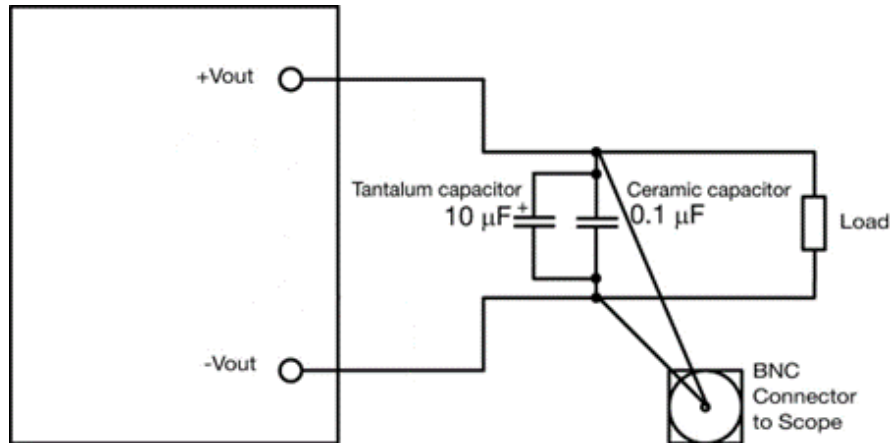 +Vout
Tantalum capacitor
10 μF
+
Ceramic capacitor
0.1 μF
Load
-Vout
BNC
Connector
to Scope